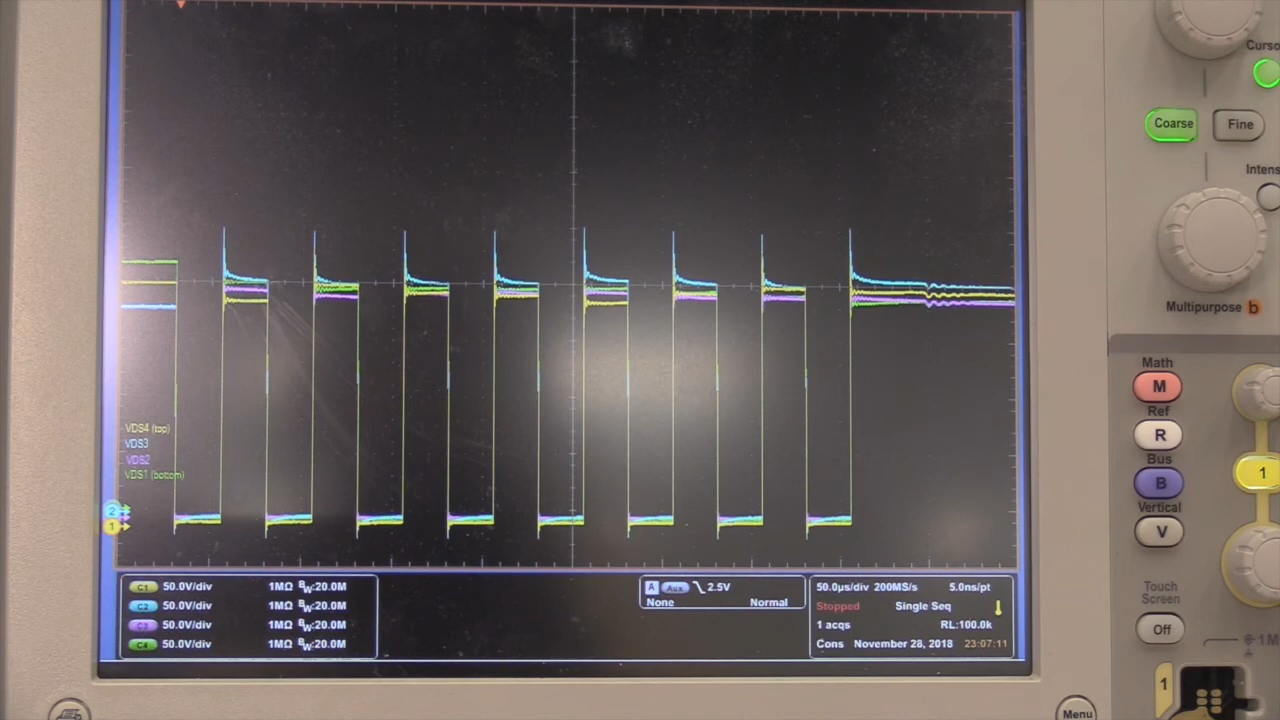 Curso
Coarse
Fine
Intens
Multipurpose b
Math
M
Ref
R
Bus
B
Vertical
V
Touch
Screen
Off
1
1
1 M
Menu
VDS4 (top)
VDS3
VDS2
VDS1 (bottom)
2
1
C1 50.0V/div 1MΩ BW:20.0M
C2 50.0V/div 1MΩ BW:20.0M
C3 50.0V/div 1MΩ BW:20.0M
C4 50.0V/div 1MΩ BW:20.0M
A Aux 2.5V
None Normal
50.0µs/div 200MS/s 5.0ns/pt
Stopped Single Seq
1 acqs RL:100.0k
Cons November 28, 2018 23:07:11